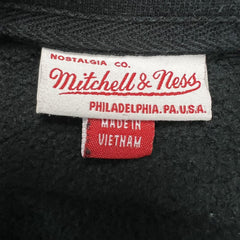 NOSTALGIA CO.
Mitchell & Ness
PHILADELPHIA. PA. U.S.A.
MADE IN
VIETNAM